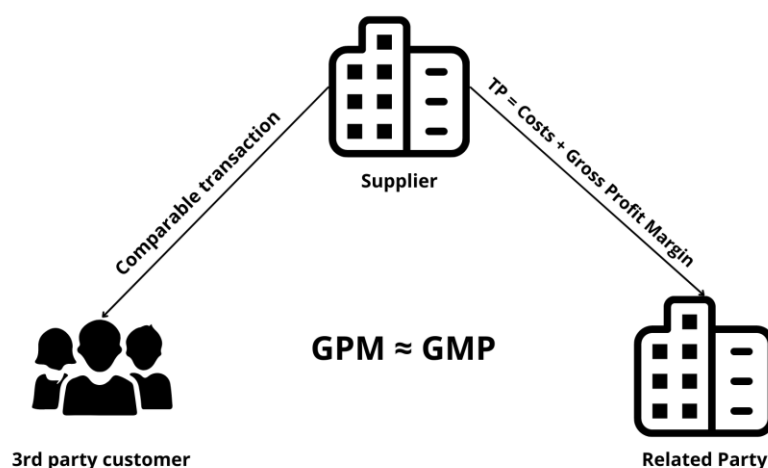 Supplier
Comparable transaction
TP = Costs + Gross Profit Margin
GPM ≈ GMP
3rd party customer
Related Party